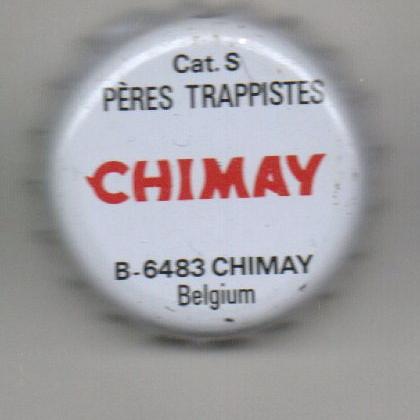 Cat. S
PÈRES TRAPPISTES
CHIMAY
B-6483 CHIMAY
Belgium